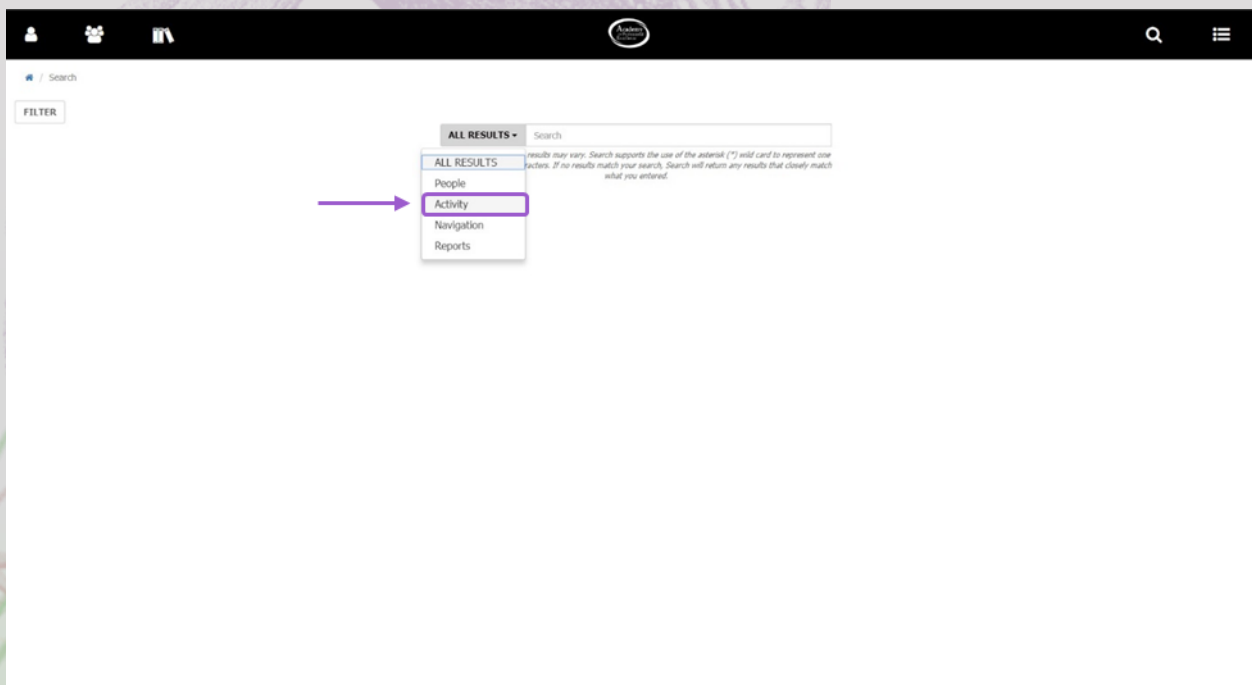 Academy
/ Search
FILTER
ALL RESULTS
Search
results may vary. Search supports the use of the asterisk (*) wild card to represent one
racters. If no results match your search, Search will return any results that closely match
what you entered.
ALL RESULTS
People
Activity
Navigation
Reports